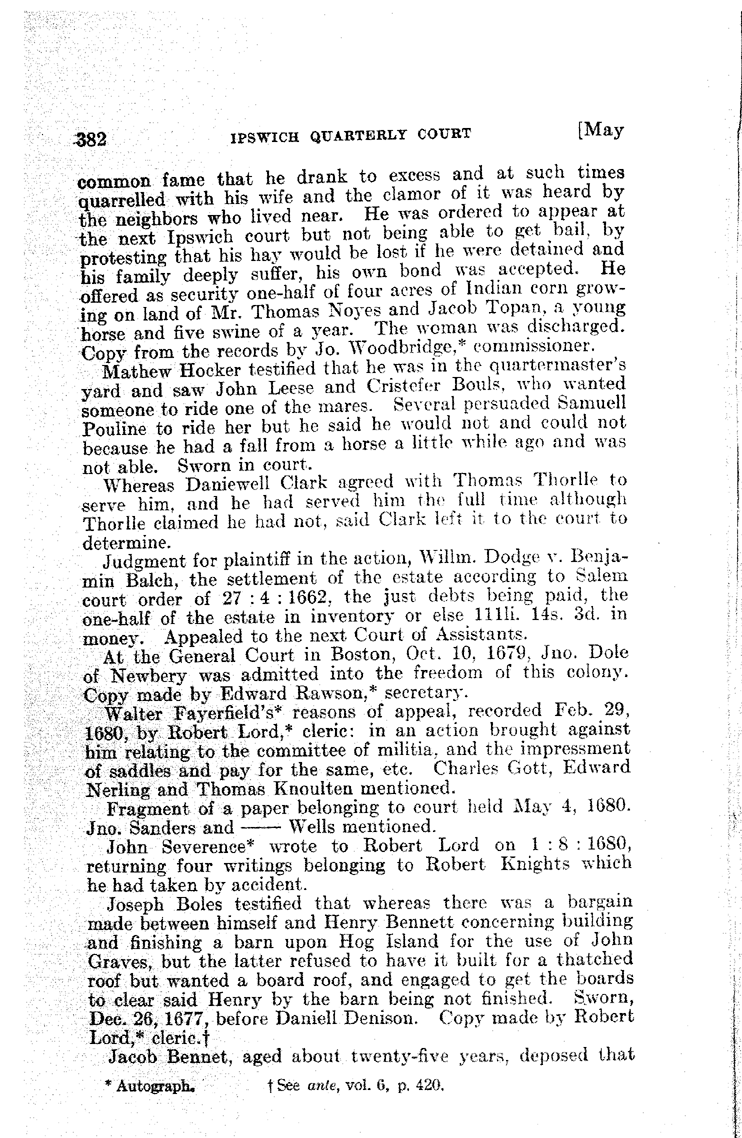 382 IPSWICH QUARTERLY COURT [May
common fame that he drank to excess and at such times
quarrelled with his wife and the clamor of it was heard by
the neighbors who lived near. He was ordered to appear at
the next Ipswich court but not being able to get bail, by
protesting that his hay would be lost if he were detained and
his family deeply suffer, his own bond was accepted. He
offered as security one-half of four acres of Indian corn grow-
ing on land of Mr. Thomas Noyes and Jacob Topan, a young
horse and five swine of a year. The woman was discharged.
Copy from the records by Jo. Woodbridge,* commissioner.
Mathew Hocker testified that he was in the quartermaster's
yard and saw John Leese and Cristefer Bouls, who wanted
someone to ride one of the mares. Several persuaded Samuell
Pouline to ride her but he said he would not and could not
because he had a fall from a horse a little while ago and was
not able. Sworn in court.
Whereas Daniewell Clark agreed with Thomas Thorlle to
serve him, and he had served him the full time although
Thorlle claimed he had not, said Clark left it to the court to
determine.
Judgment for plaintiff in the action, Willm. Dodge v. Benja-
min Balch, the settlement of the estate according to Salem
court order of 27 : 4 : 1662, the just debts being paid, the
one-half of the estate in inventory or else 111li. 14s. 3d. in
money. Appealed to the next Court of Assistants.
At the General Court in Boston, Oct. 10, 1679, Jno. Dole
of Newbery was admitted into the freedom of this colony.
Copy made by Edward Rawson,* secretary.
Walter Fayerfield's* reasons of appeal, recorded Feb. 29,
1680, by Robert Lord,* cleric: in an action brought against
him relating to the committee of militia, and the impressment
of saddles and pay for the same, etc. Charles Gott, Edward
Nerling and Thomas Knoulten mentioned.
Fragment of a paper belonging to court held May 4, 1680.
Jno. Sanders and —— Wells mentioned.
John Severence* wrote to Robert Lord on 1 : 8 : 1680,
returning four writings belonging to Robert Knights which
he had taken by accident.
Joseph Boles testified that whereas there was a bargain
made between himself and Henry Bennett concerning building
and finishing a barn upon Hog Island for the use of John
Graves, but the latter refused to have it built for a thatched
roof but wanted a board roof, and engaged to get the boards
to clear said Henry by the barn being not finished. Sworn,
Dec. 26, 1677, before Daniell Denison. Copy made by Robert
Lord,* cleric.†
Jacob Bennet, aged about twenty-five years, deposed that
* Autograph. † See ante, vol. 6, p. 420.